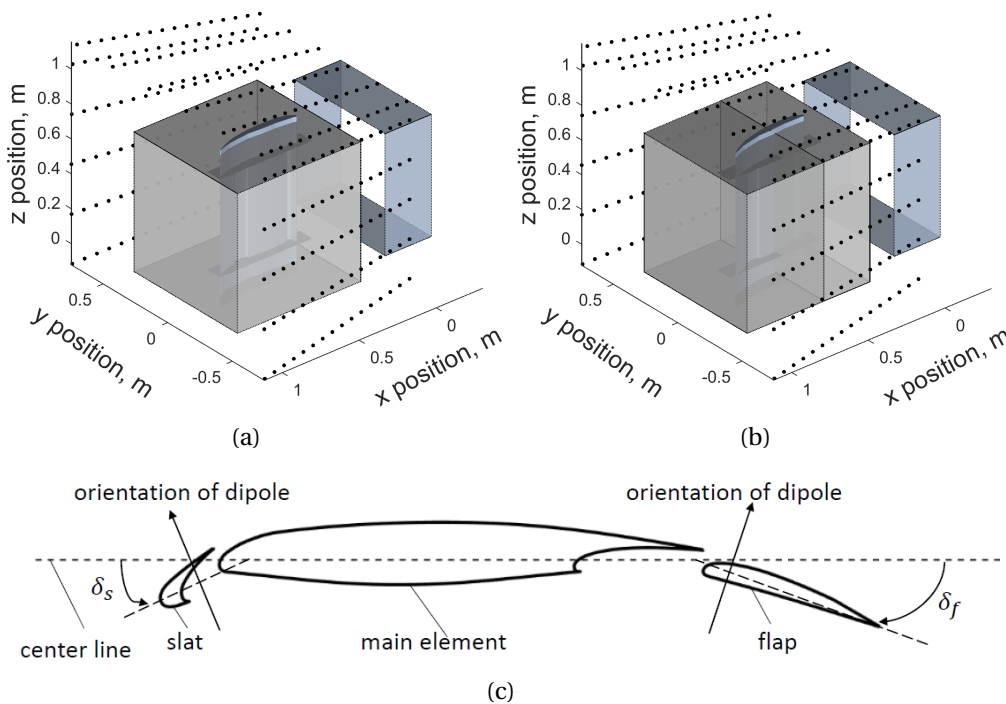 z position, m
1
0.8
0.6
0.4
0.2
0
0.5
0
-0.5
y position, m
1
0.5
0
x position, m
(a)
z position, m
1
0.8
0.6
0.4
0.2
0
0.5
0
-0.5
y position, m
1
0.5
0
x position, m
(b)
orientation of dipole
orientation of dipole
δs
δf
center line
slat
main element
flap
(c)